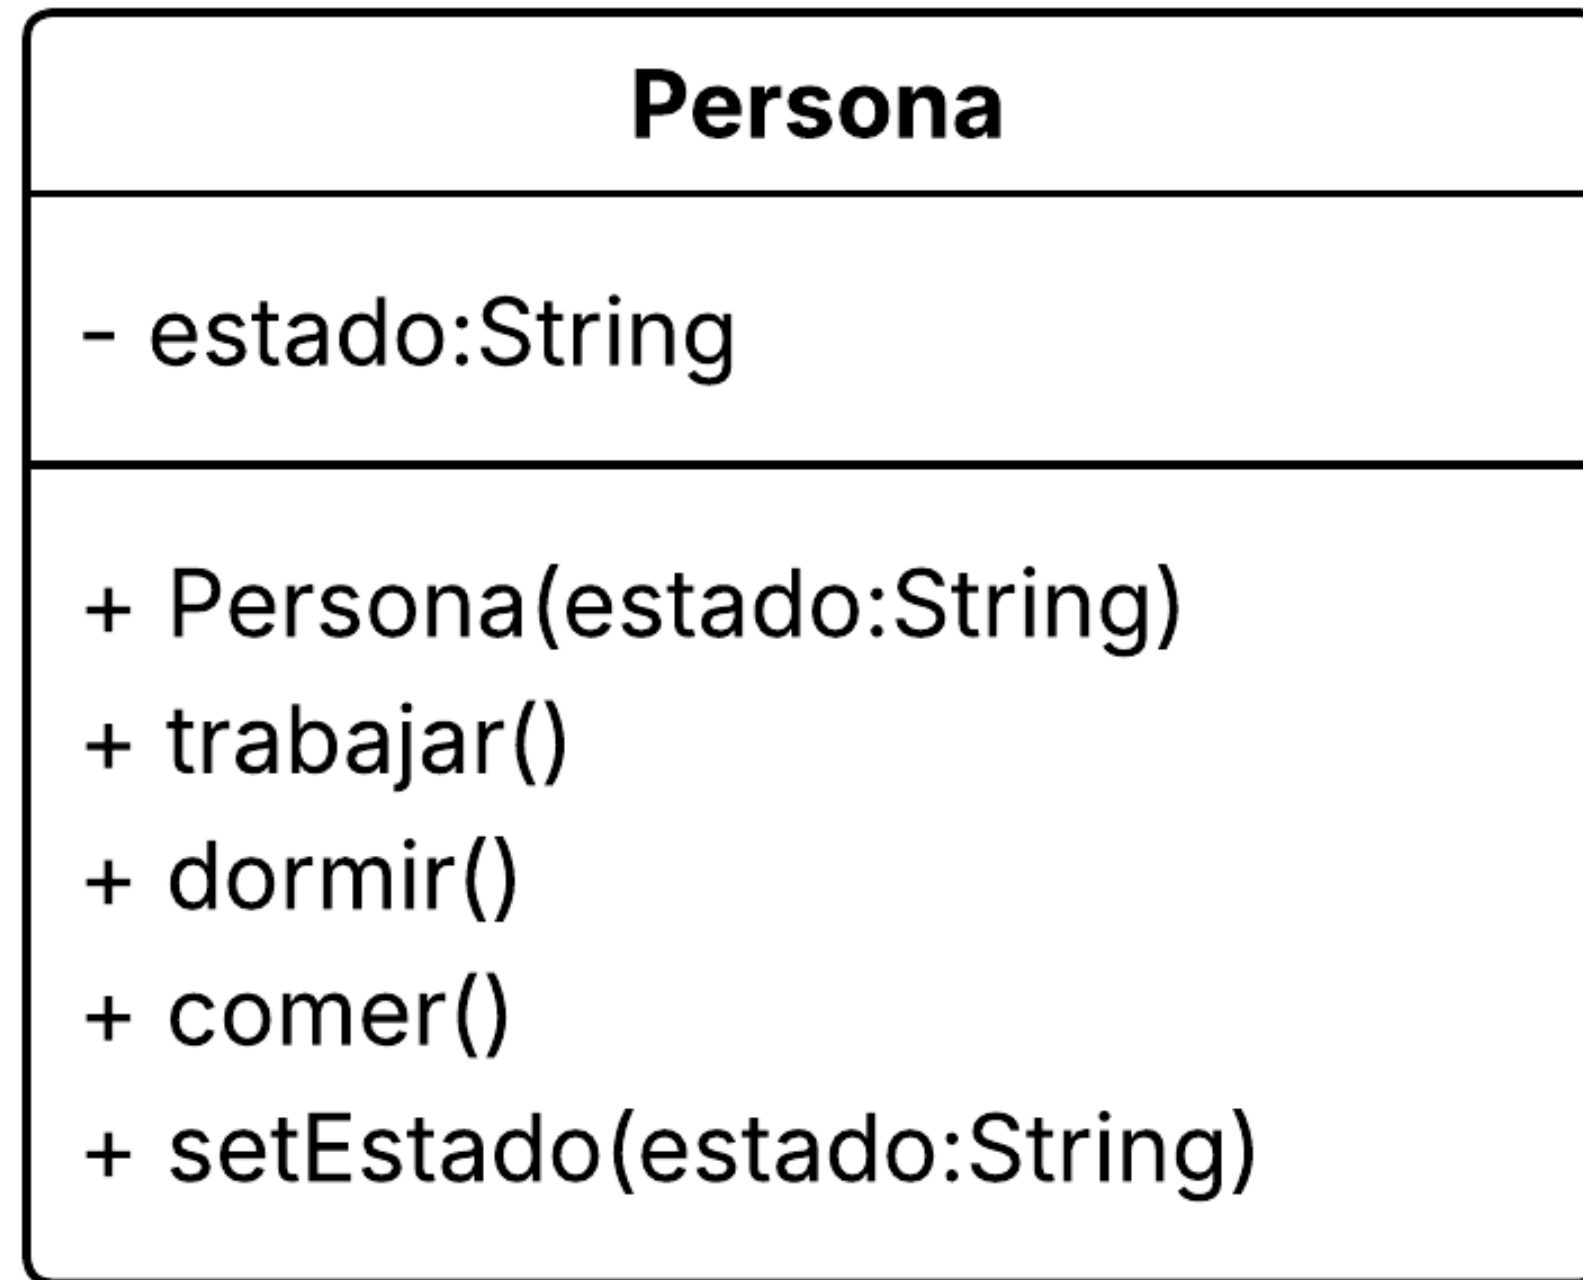 Persona
- estado:String
+ Persona(estado:String)
+ trabajar()
+ dormir()
+ comer()
+ setEstado(estado:String)